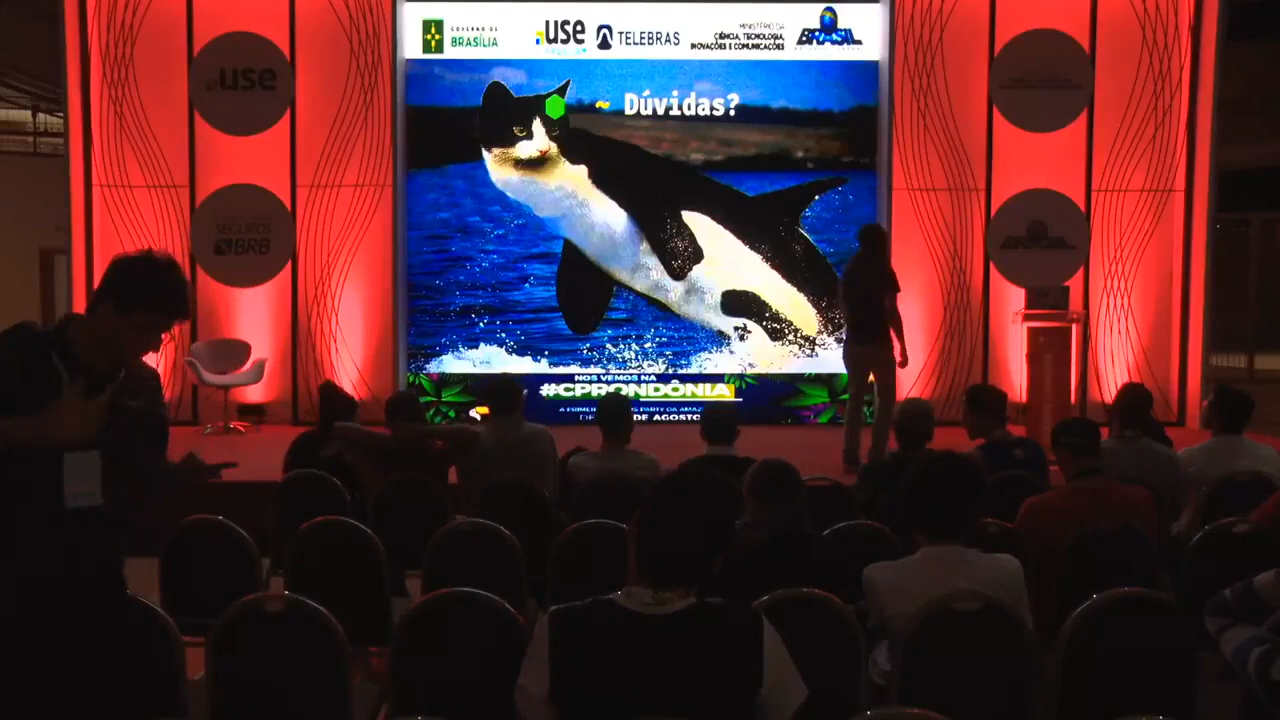 GOVERNO DE
BRASÍLIA
use
TELEBRAS
MINISTÉRIO DA
CIÊNCIA, TECNOLOGIA,
INOVAÇÕES E COMUNICAÇÕES
BRASIL
~ Dúvidas?
use
SEGUROS
BRB
BRASIL
NOS VEMOS NA
#CPRONDÔNIA
DE AGOSTO